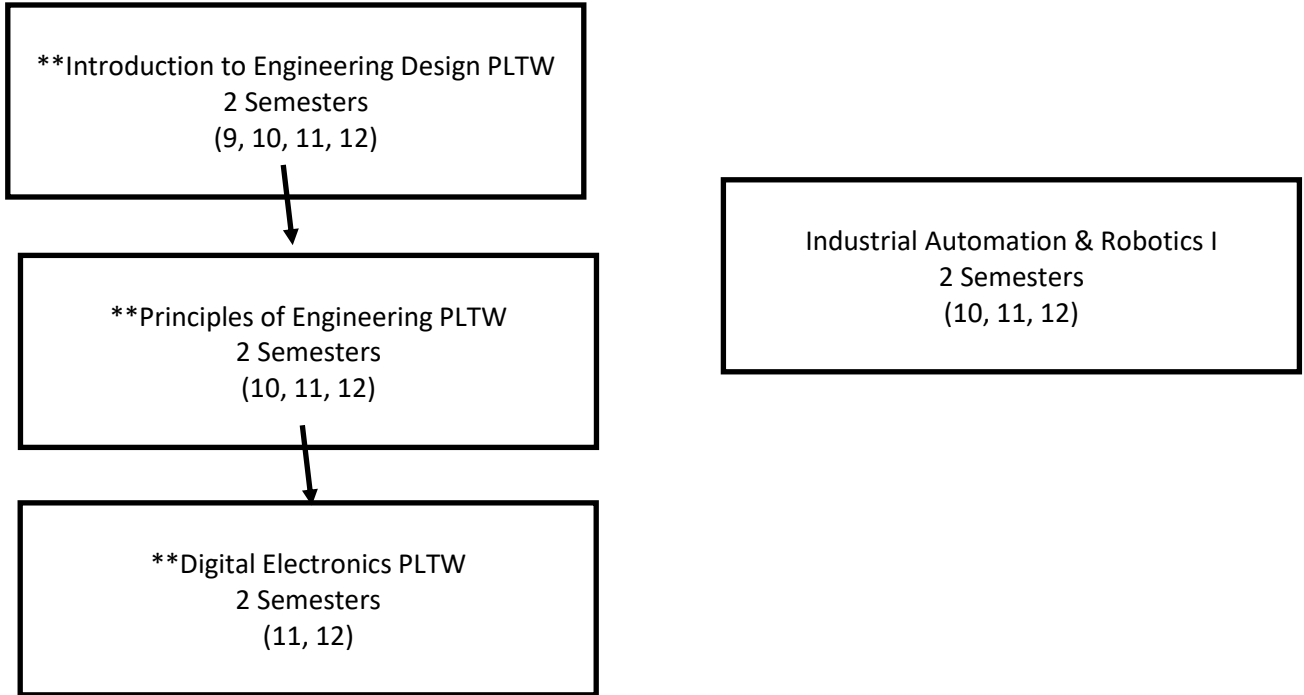 **Introduction to Engineering Design PLTW
2 Semesters
(9, 10, 11, 12)
Industrial Automation & Robotics I
2 Semesters
(10, 11, 12)
**Principles of Engineering PLTW
2 Semesters
(10, 11, 12)
**Digital Electronics PLTW
2 Semesters
(11, 12)